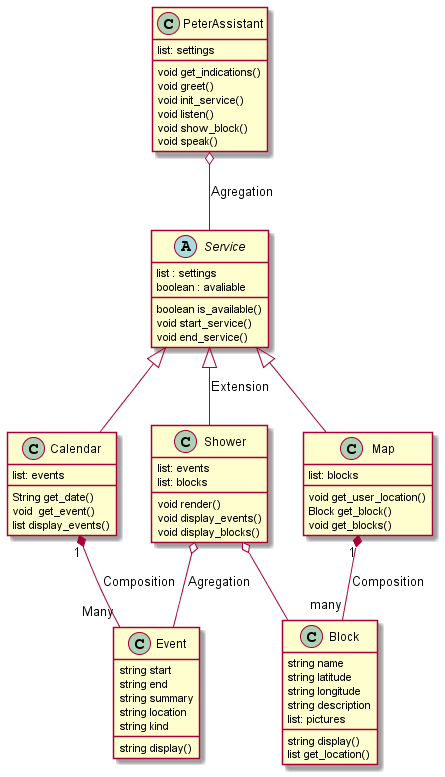 C PeterAssistant
list: settings
void get_indications()
void greet()
void init_service()
void listen()
void show_block()
void speak()
Agregation
A Service
list : settings
boolean : avaliable
boolean is_available()
void start_service()
void end_service()
Extension
C Calendar
list: events
String get_date()
void get_event()
list display_events()
C Shower
list: events
list: blocks
void render()
void display_events()
void display_blocks()
C Map
list: blocks
void get_user_location()
Block get_block()
void get_blocks()
1
Composition
Many
Agregation
1
Composition
many
C Event
string start
string end
string summary
string location
string kind
string display()
C Block
string name
string latitude
string longitude
string description
list: pictures
string display()
list get_location()